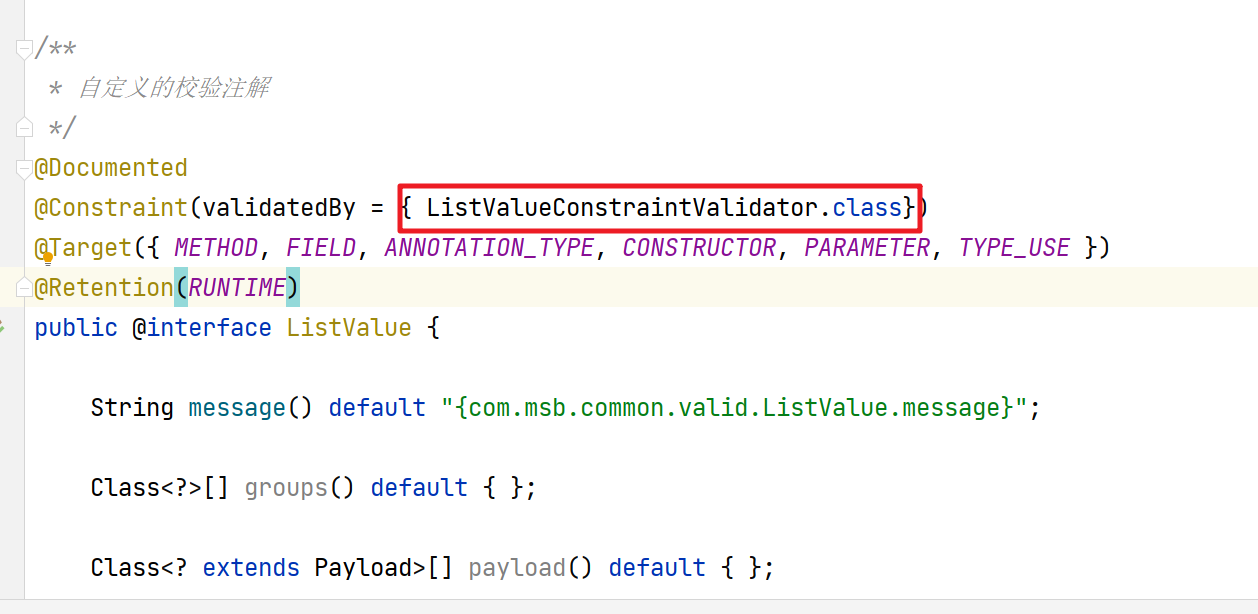 /**
 * 自定义的校验注解
 */
@Documented
@Constraint(validatedBy = { ListValueConstraintValidator.class})
@Target({ METHOD, FIELD, ANNOTATION_TYPE, CONSTRUCTOR, PARAMETER, TYPE_USE })
@Retention(RUNTIME)
public @interface ListValue {
    String message() default "{com.msb.common.valid.ListValue.message}";
    Class<?>[] groups() default { };
    Class<? extends Payload>[] payload() default { };